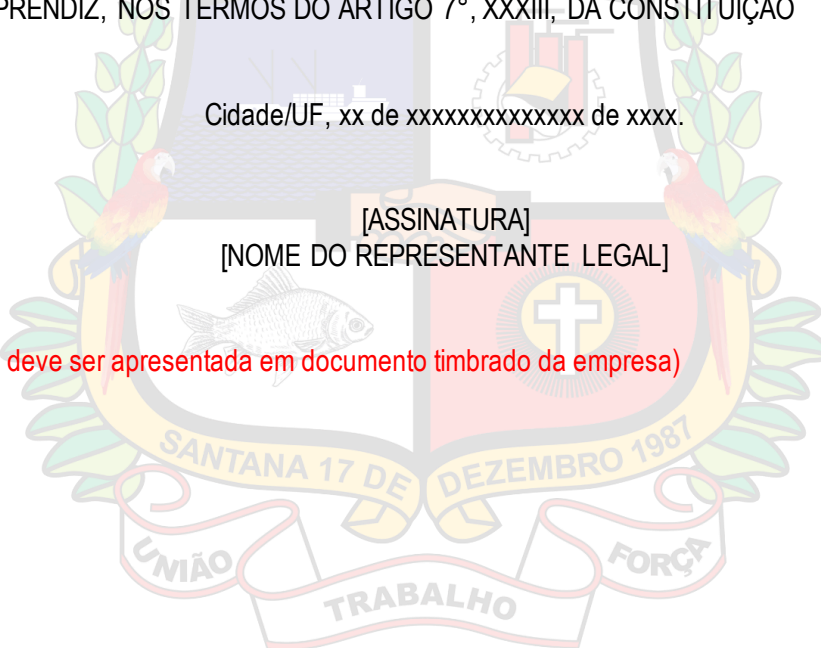 PRENDIZ, NOS TERMOS DO ARTIGO 7°, XXXIII, DA CONSTITUIÇÃO
Cidade/UF, xx de xxxxxxxxxxxxxx de xxxx.
[ASSINATURA]
[NOME DO REPRESENTANTE LEGAL]
deve ser apresentada em documento timbrado da empresa)
SANTANA 17 DE DEZEMBRO 1987
UNIÃO TRABALHO FORÇA